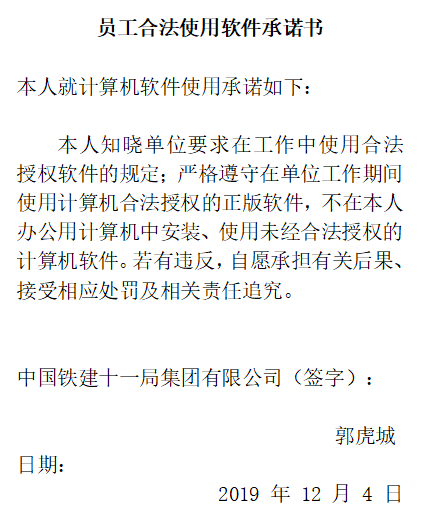 员工合法使用软件承诺书
本人就计算机软件使用承诺如下：
本人知晓单位要求在工作中使用合法
授权软件的规定；严格遵守在单位工作期间
使用计算机合法授权的正版软件，不在本人
办公用计算机中安装、使用未经合法授权的
计算机软件。若有违反，自愿承担有关后果、
接受相应处罚及相关责任追究。
中国铁建十一局集团有限公司（签字）：
郭虎城
日期：
2019 年 12 月 4 日